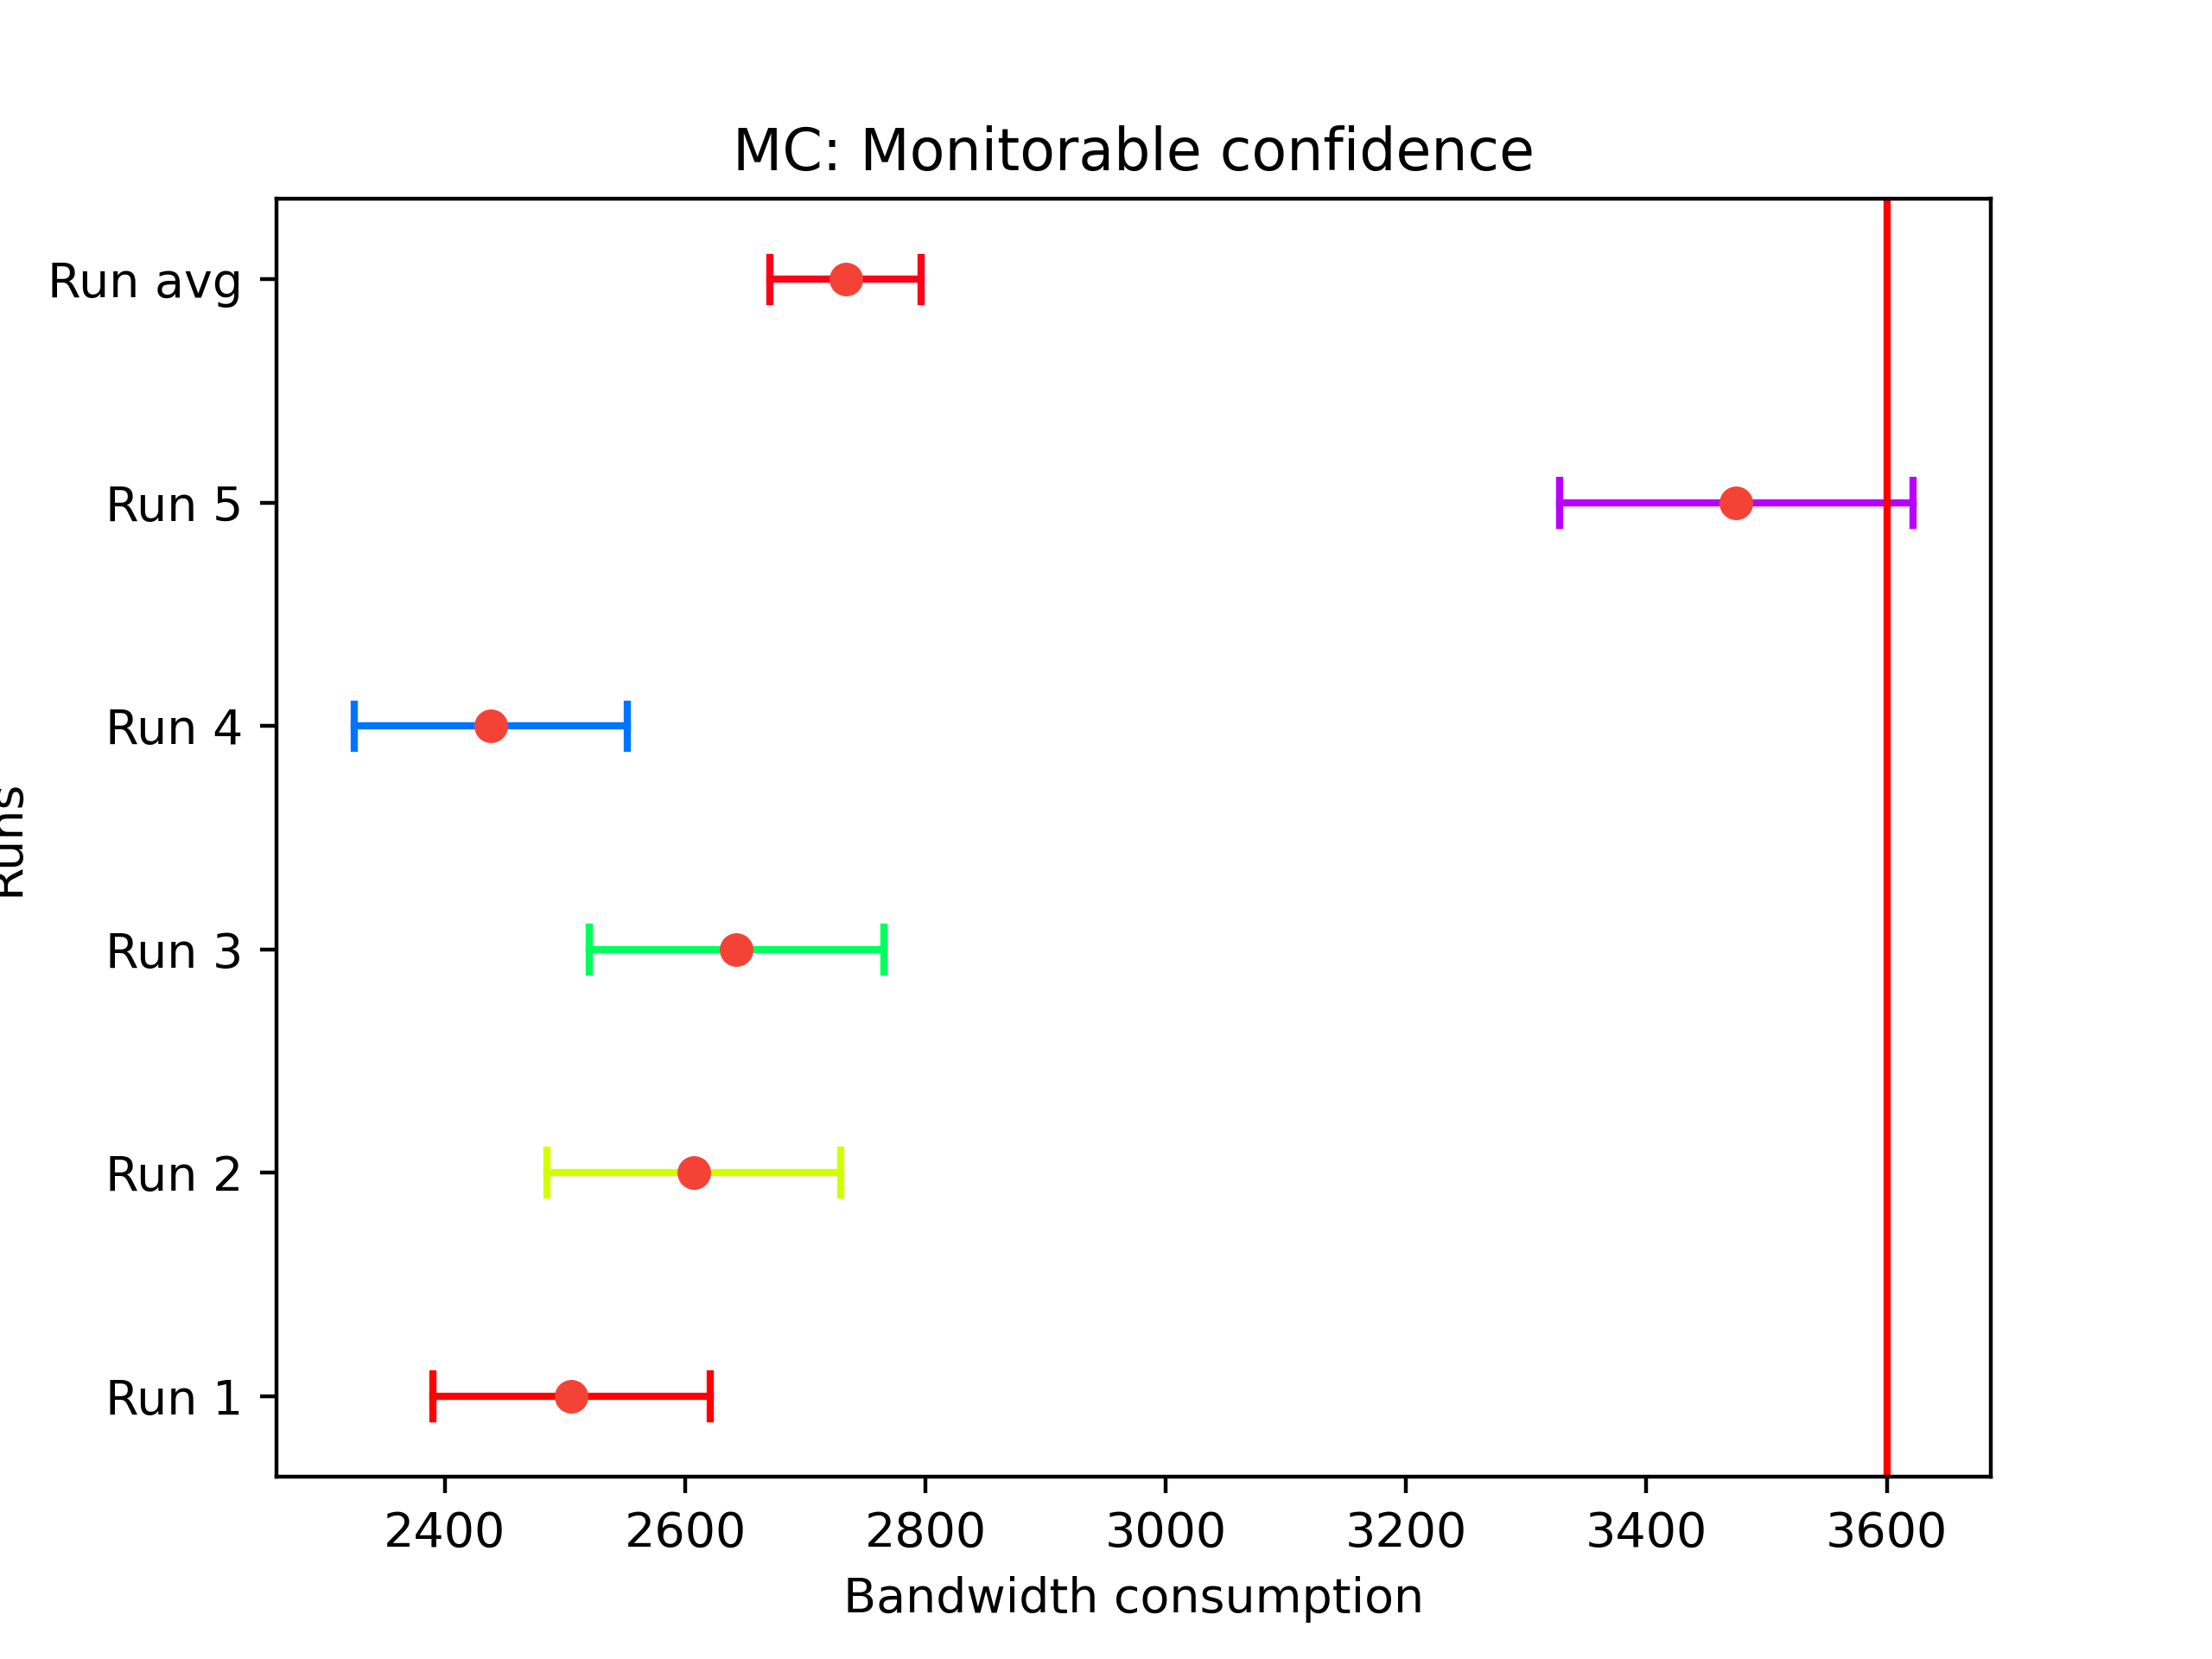 MC: Monitorable confidence
Run avg
Run 5
Run 4
Run 3
Run 2
Run 1
Runs
2400 2600 2800 3000 3200 3400 3600
Bandwidth consumption